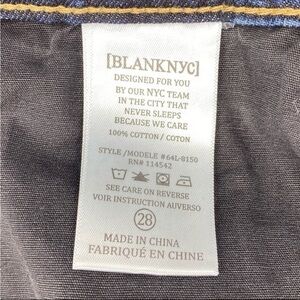 [BLANKNYC]
DESIGNED FOR YOU
BY OUR NYC TEAM
IN THE CITY THAT
NEVER SLEEPS
BECAUSE WE CARE
100% COTTON / COTON
STYLE /MODELE #64L-8150
RN# 114542
SEE CARE ON REVERSE
VOIR INSTRUCTION AUVERSO
28
MADE IN CHINA
FABRIQUÉ EN CHINE